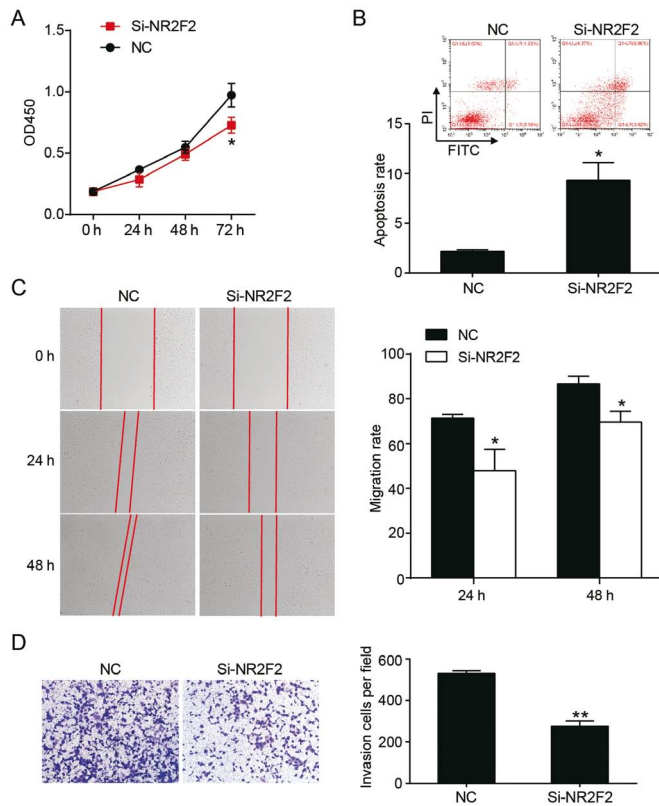 A
Si-NR2F2
NC
OD450
1.5
1.0
0.5
0.0
0 h
24 h
48 h
72 h
*
B
NC
Si-NR2F2
PI
FITC
Apoptosis rate
15
10
5
0
*
NC
Si-NR2F2
C
NC
Si-NR2F2
0 h
24 h
48 h
NC
Si-NR2F2
Migration rate
100
80
60
40
20
0
*
*
24 h
48 h
D
NC
Si-NR2F2
Invasion cells per field
600
400
200
0
**
NC
Si-NR2F2